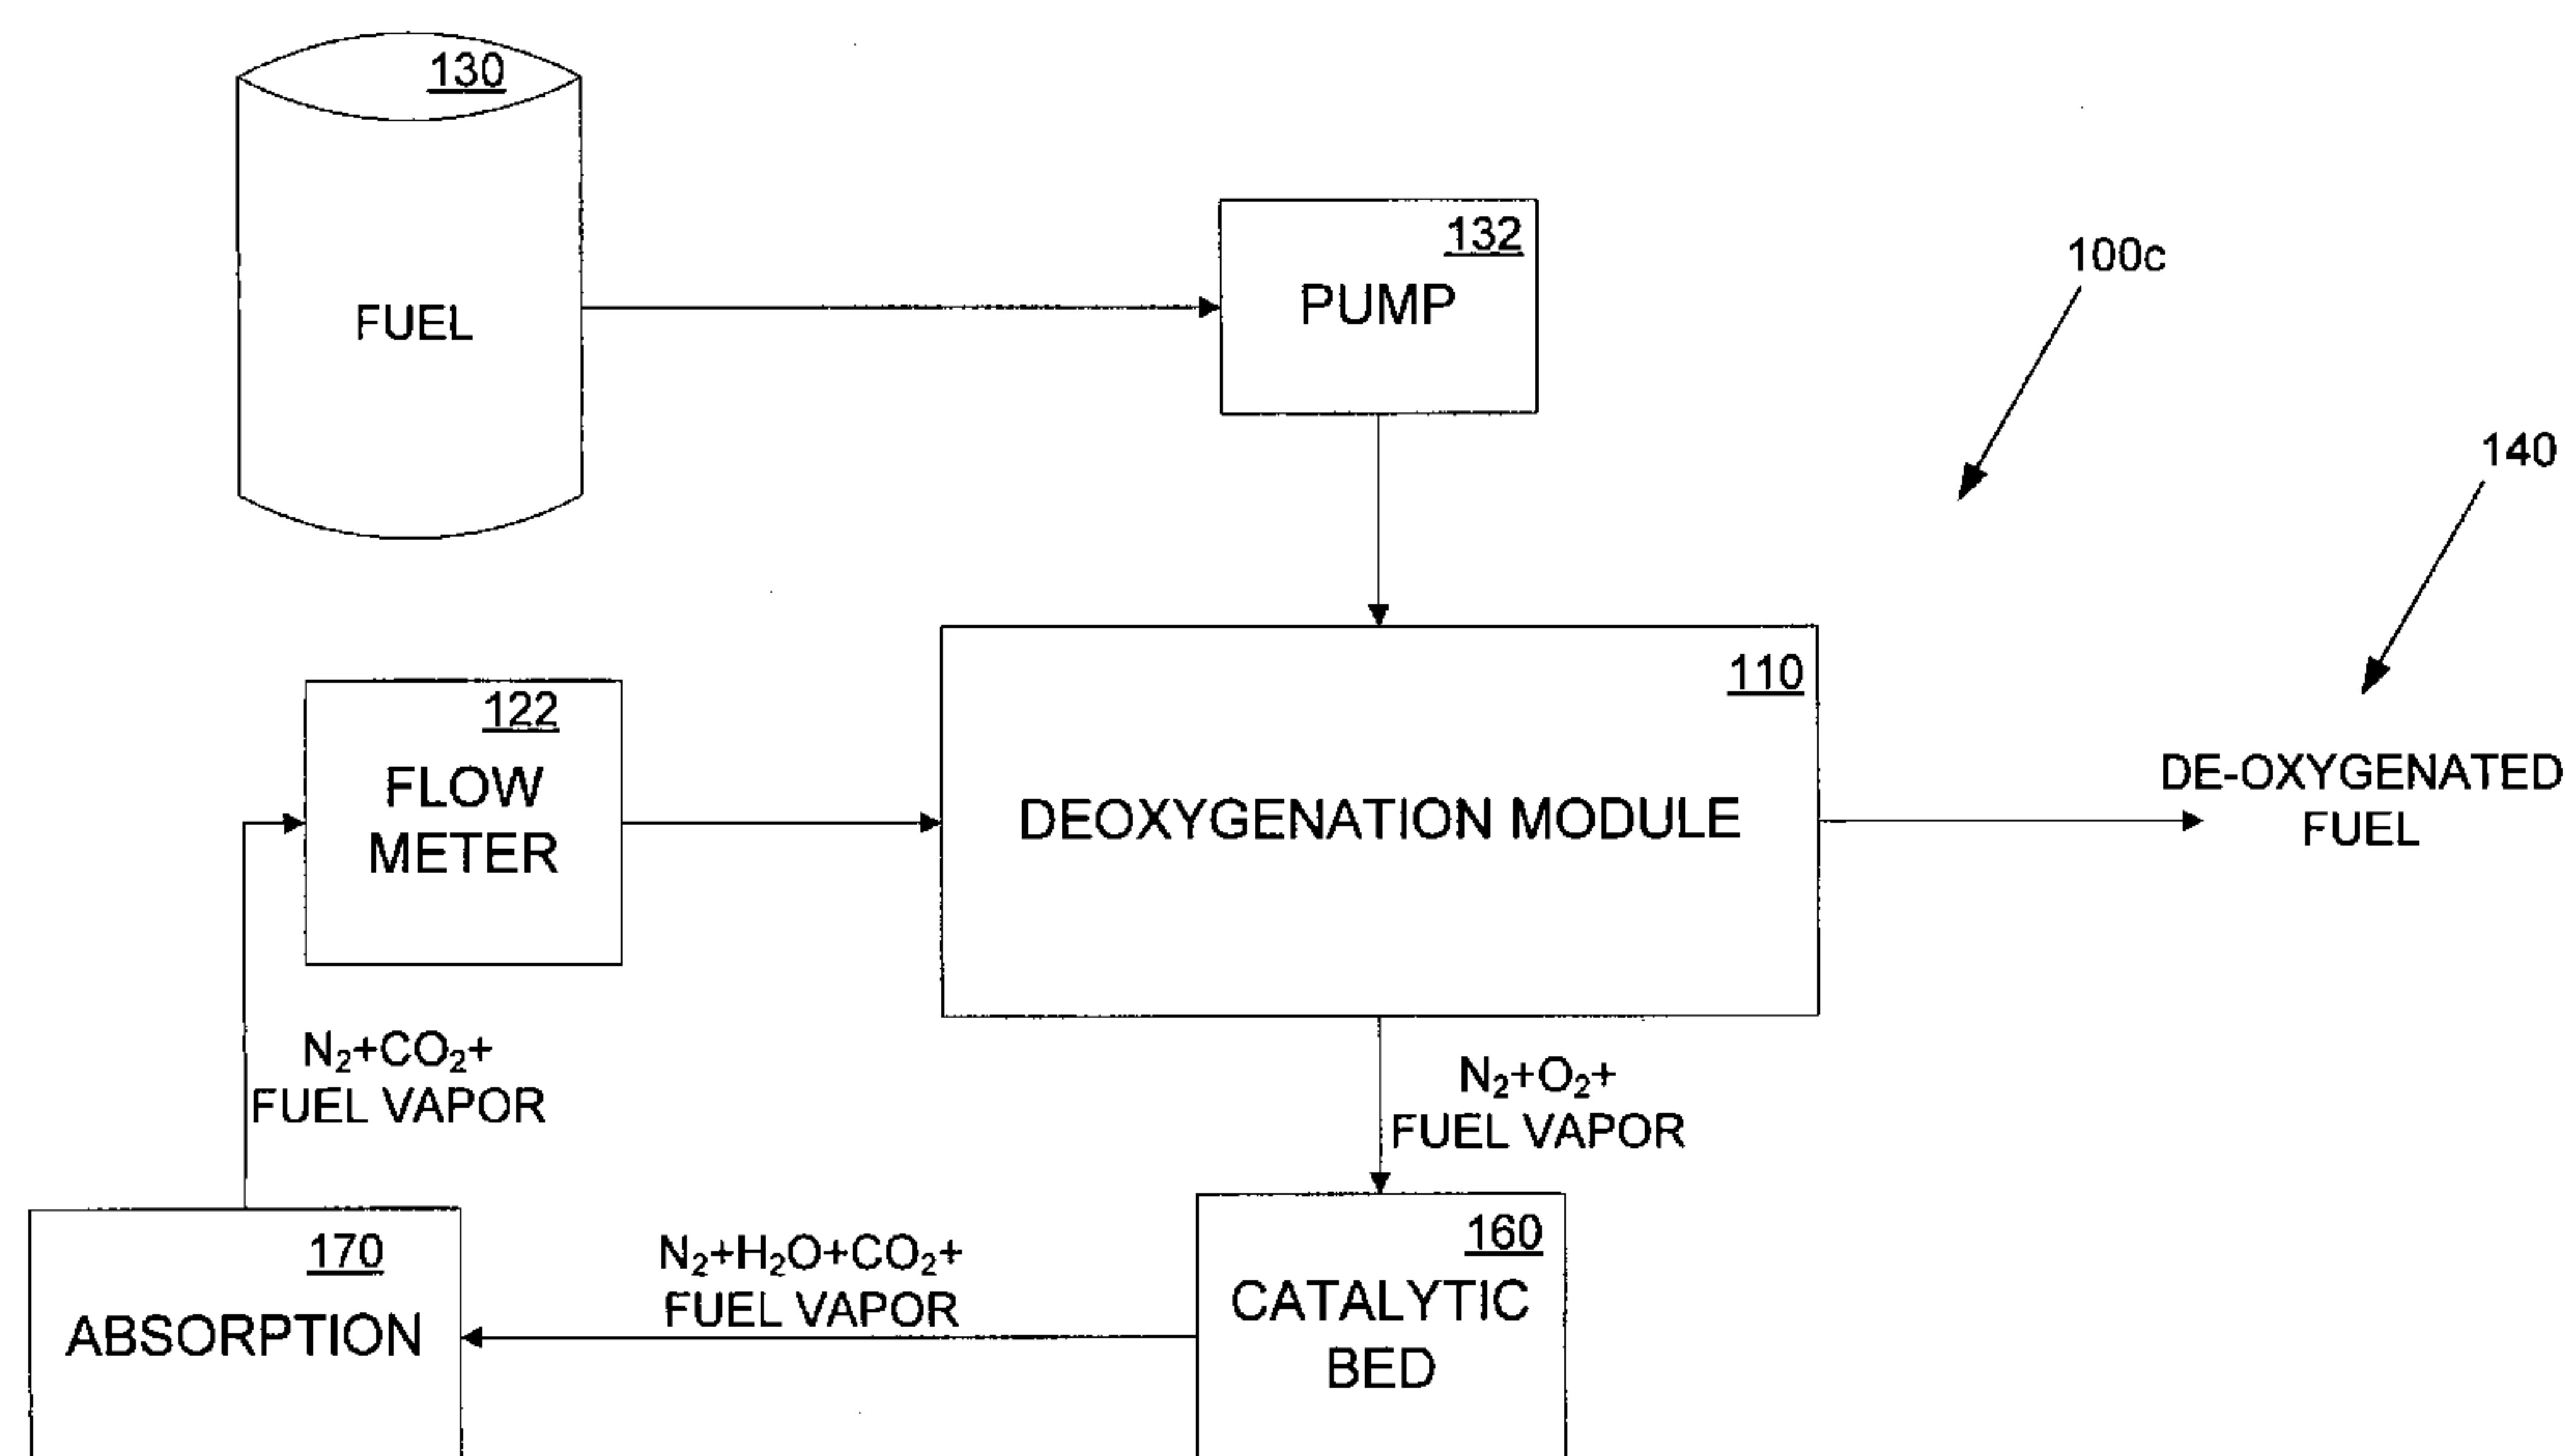 130
FUEL
132
PUMP
100c
140
110
DEOXYGENATION MODULE
122
FLOW
METER
DE-OXYGENATED
FUEL
N₂+CO₂+
FUEL VAPOR
N₂+O₂+
FUEL VAPOR
170
ABSORPTION
N₂+H₂O+CO₂+
FUEL VAPOR
160
CATALYTIC
BED